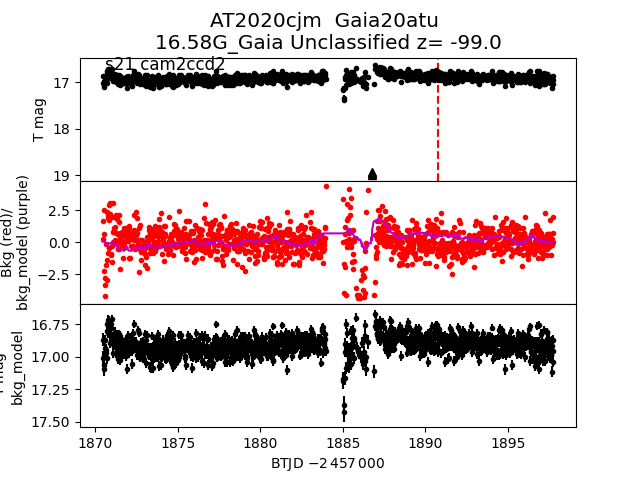 AT2020cjm  Gaia20atu
16.58G_Gaia Unclassified z= -99.0
s21 cam2ccd2
17
18
19
T mag
2.5
0.0
−2.5
Bkg (red)/
bkg_model (purple)
16.75
17.00
17.25
17.50
mag
bkg_model
1870
1875
1880
1885
1890
1895
BTJD −2 457 000